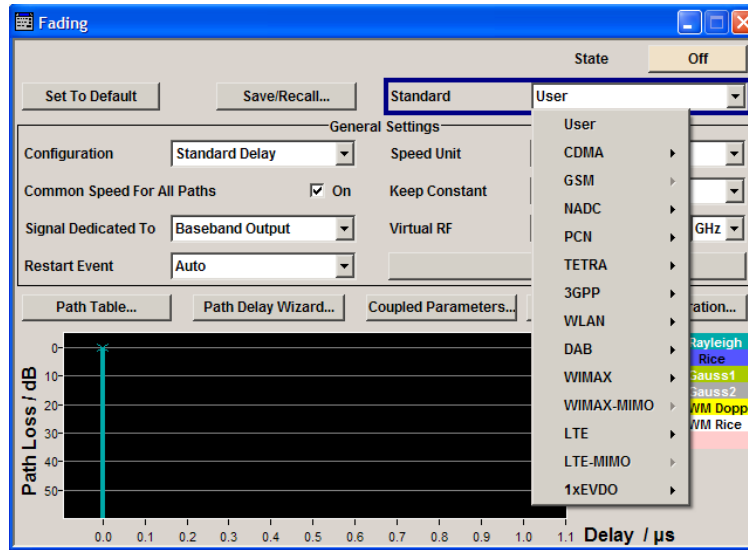 Fading
State Off
Set To Default Save/Recall... Standard User
General Settings
Configuration Standard Delay Speed Unit
Common Speed For All Paths On Keep Constant
Signal Dedicated To Baseband Output Virtual RF GHz
Restart Event Auto
User
CDMA
GSM
NADC
PCN
TETRA
3GPP
WLAN
DAB
WIMAX
WIMAX-MIMO
LTE
LTE-MIMO
1xEVDO
Path Table... Path Delay Wizard... Coupled Parameters... ration...
Path Loss / dB
0
10
20
30
40
50
0.0 0.1 0.2 0.3 0.4 0.5 0.6 0.7 0.8 0.9 1.0 1.1 Delay / µs
Rayleigh
Rice
Gauss1
Gauss2
WM Dopp
WM Rice